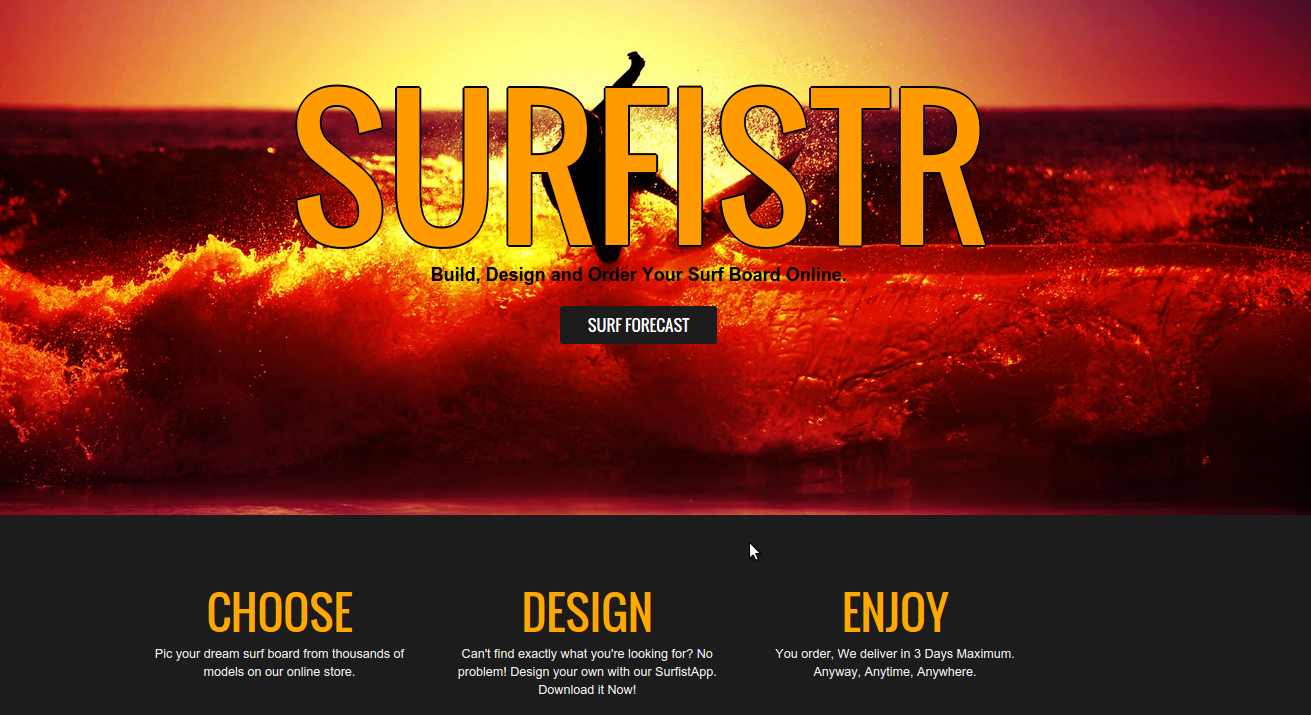 SURFISTR
Build, Design and Order Your Surf Board Online.
SURF FORECAST
CHOOSE
Pic your dream surf board from thousands of
models on our online store.
DESIGN
Can't find exactly what you're looking for? No
problem! Design your own with our SurfistApp.
Download it Now!
ENJOY
You order, We deliver in 3 Days Maximum.
Anyway, Anytime, Anywhere.